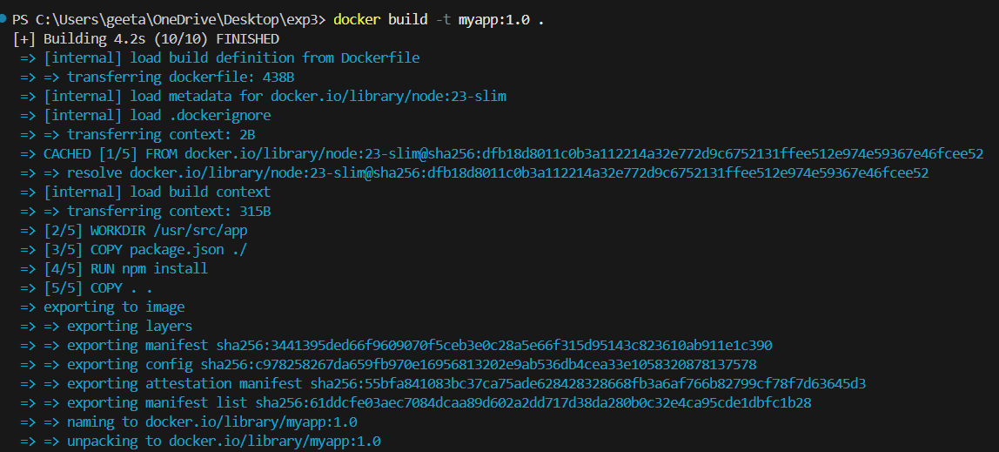 PS C:\Users\geeta\OneDrive\Desktop\exp3> docker build -t myapp:1.0 .
[+] Building 4.2s (10/10) FINISHED
=> [internal] load build definition from Dockerfile
=> => transferring dockerfile: 438B
=> [internal] load metadata for docker.io/library/node:23-slim
=> [internal] load .dockerignore
=> => transferring context: 2B
=> CACHED [1/5] FROM docker.io/library/node:23-slim@sha256:dfb18d8011c0b3a112214a32e772d9c6752131ffee512e974e59367e46fcee52
=> => resolve docker.io/library/node:23-slim@sha256:dfb18d8011c0b3a112214a32e772d9c6752131ffee512e974e59367e46fcee52
=> [internal] load build context
=> => transferring context: 315B
=> [2/5] WORKDIR /usr/src/app
=> [3/5] COPY package.json ./
=> [4/5] RUN npm install
=> [5/5] COPY . .
=> exporting to image
=> => exporting layers
=> => exporting manifest sha256:3441395ded66f9609070f5ceb3e0c28a5e66f315d95143c823610ab911e1c390
=> => exporting config sha256:c978258267da659fb970e16956813202e9ab536db4cea33e1058320878137578
=> => exporting attestation manifest sha256:55bfa841083bc37ca75ade628428328668fb3a6af766b82799cf78f7d63645d3
=> => exporting manifest list sha256:61ddcfe03aec7084dcaa89d602a2dd717d38da280b0c32e4ca95cde1dbfc1b28
=> => naming to docker.io/library/myapp:1.0
=> => unpacking to docker.io/library/myapp:1.0